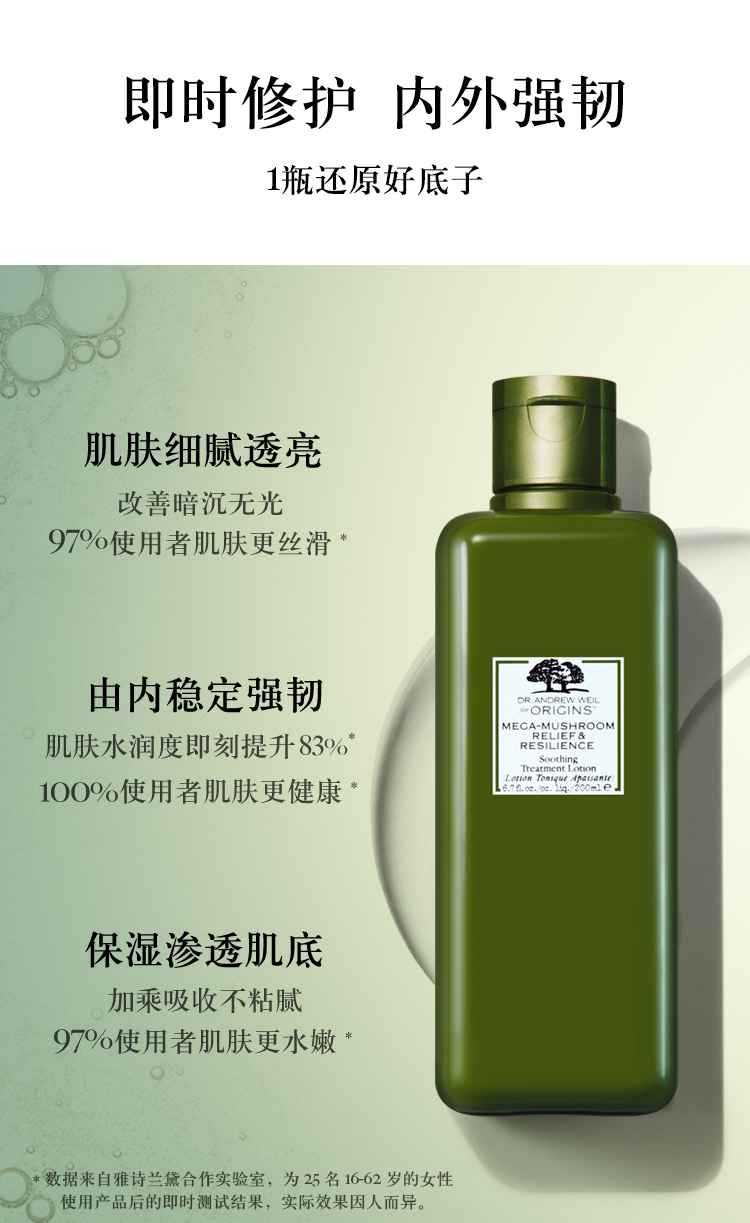 即时修护 内外强韧
1瓶还原好底子
肌肤细腻透亮
改善暗沉无光
97%使用者肌肤更丝滑*
由内稳定强韧
肌肤水润度即刻提升83%*
100%使用者肌肤更健康*
保湿渗透肌底
加乘吸收不粘腻
97%使用者肌肤更水嫩*
DR. ANDREW WEIL
for ORIGINS™
MEGA-MUSHROOM
RELIEF &
RESILIENCE
Soothing
Treatment Lotion
Lotion Tonique Apaisante
6.7 fl.oz./oz. liq./200ml e
*数据来自雅诗兰黛合作实验室，为25名16-62岁的女性
使用产品后的即时测试结果，实际效果因人而异。